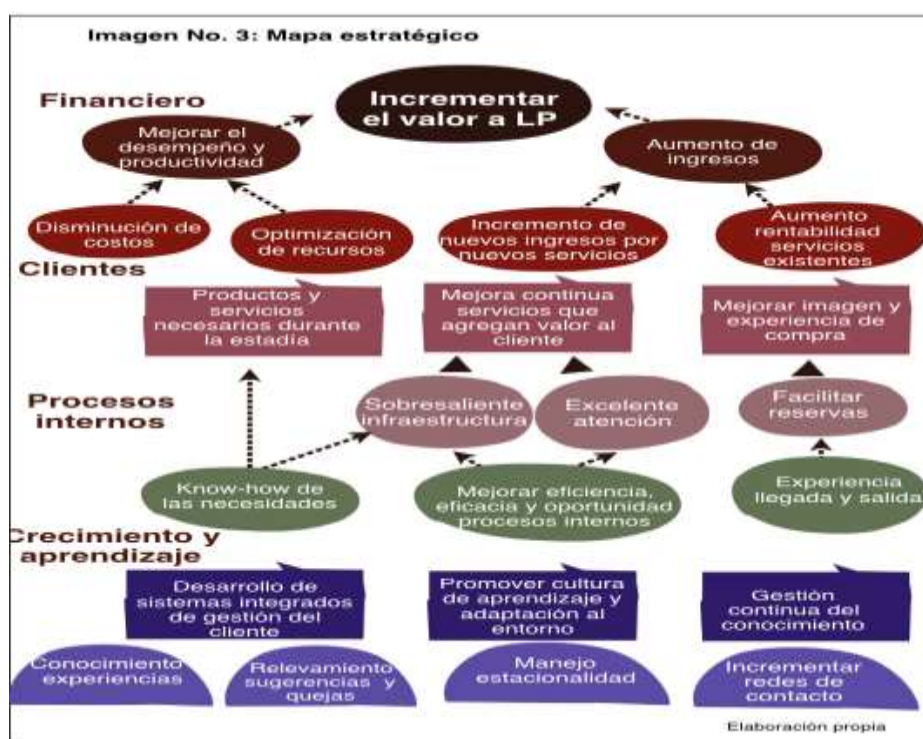 Imagen No. 3: Mapa estratégico
Financiero
Incrementar
el valor a LP
Mejorar el
desempeño y
productividad
Aumento de
ingresos
Disminución de
costos
Optimización
de recursos
Incremento de
nuevos ingresos por
nuevos servicios
Aumento
rentabilidad
servicios
existentes
Clientes
Productos y
servicios
necesarios durante
la estadía
Mejora continua
servicios que
agregan valor al
cliente
Mejorar imagen y
experiencia de
compra
Procesos
internos
Sobresaliente
infraestructura
Excelente
atención
Facilitar
reservas
Know-how de
las necesidades
Mejorar eficiencia,
eficacia y oportunidad
procesos internos
Experiencia
llegada y salida
Crecimiento y
aprendizaje
Desarrollo de
sistemas integrados
de gestión del
cliente
Promover cultura
de aprendizaje y
adaptación al
entorno
Gestión
continua del
conocimiento
Conocimiento
experiencias
Relevamiento
sugerencias y
quejas
Manejo
estacionalidad
Incrementar
redes de
contacto
Elaboración propia